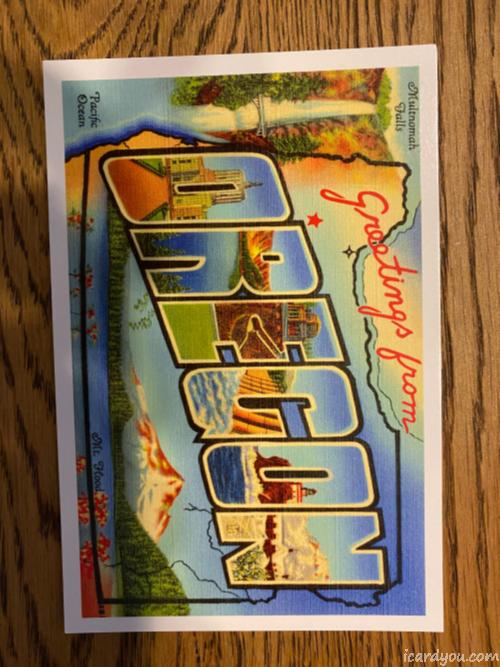 Multnomah
Falls
Greetings from
OREGON
Pacific
Ocean
Mt. Hood
icardyou.com